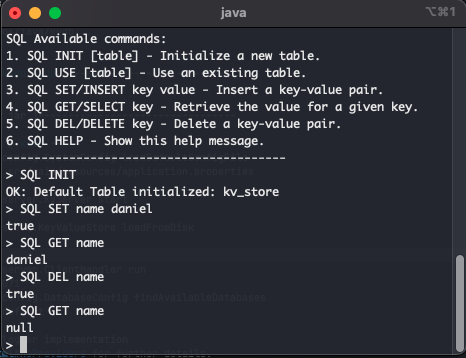 java
⌥⌘1
SQL Available commands:
1. SQL INIT [table] - Initialize a new table.
2. SQL USE [table] - Use an existing table.
3. SQL SET/INSERT key value - Insert a key-value pair.
4. SQL GET/SELECT key - Retrieve the value for a given key.
5. SQL DEL/DELETE key - Delete a key-value pair.
6. SQL HELP - Show this help message.
----------------------------------------
> SQL INIT
OK: Default Table initialized: kv_store
> SQL SET name daniel
true
> SQL GET name
daniel
> SQL DEL name
true
> SQL GET name
null
>